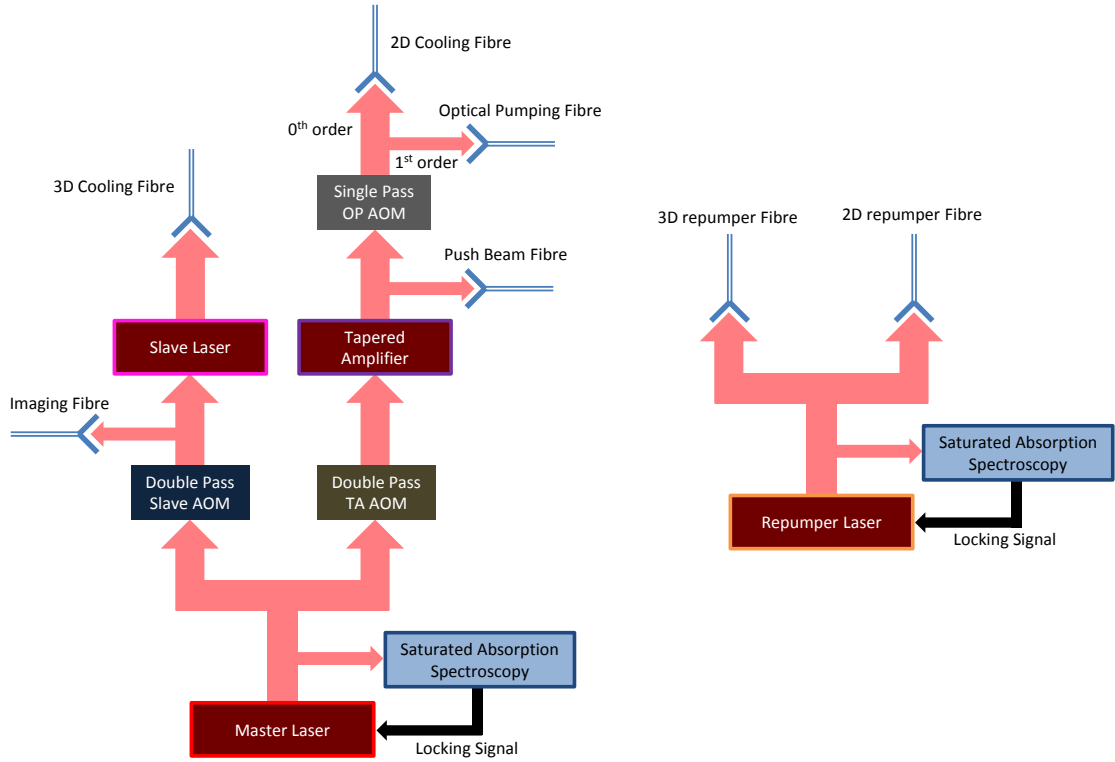 2D Cooling Fibre
Optical Pumping Fibre
0th order
1st order
3D Cooling Fibre
Single Pass
OP AOM
Push Beam Fibre
Slave Laser
Tapered
Amplifier
Imaging Fibre
Double Pass
Slave AOM
Double Pass
TA AOM
Saturated Absorption
Spectroscopy
Master Laser
Locking Signal
3D repumper Fibre
2D repumper Fibre
Saturated Absorption
Spectroscopy
Repumper Laser
Locking Signal